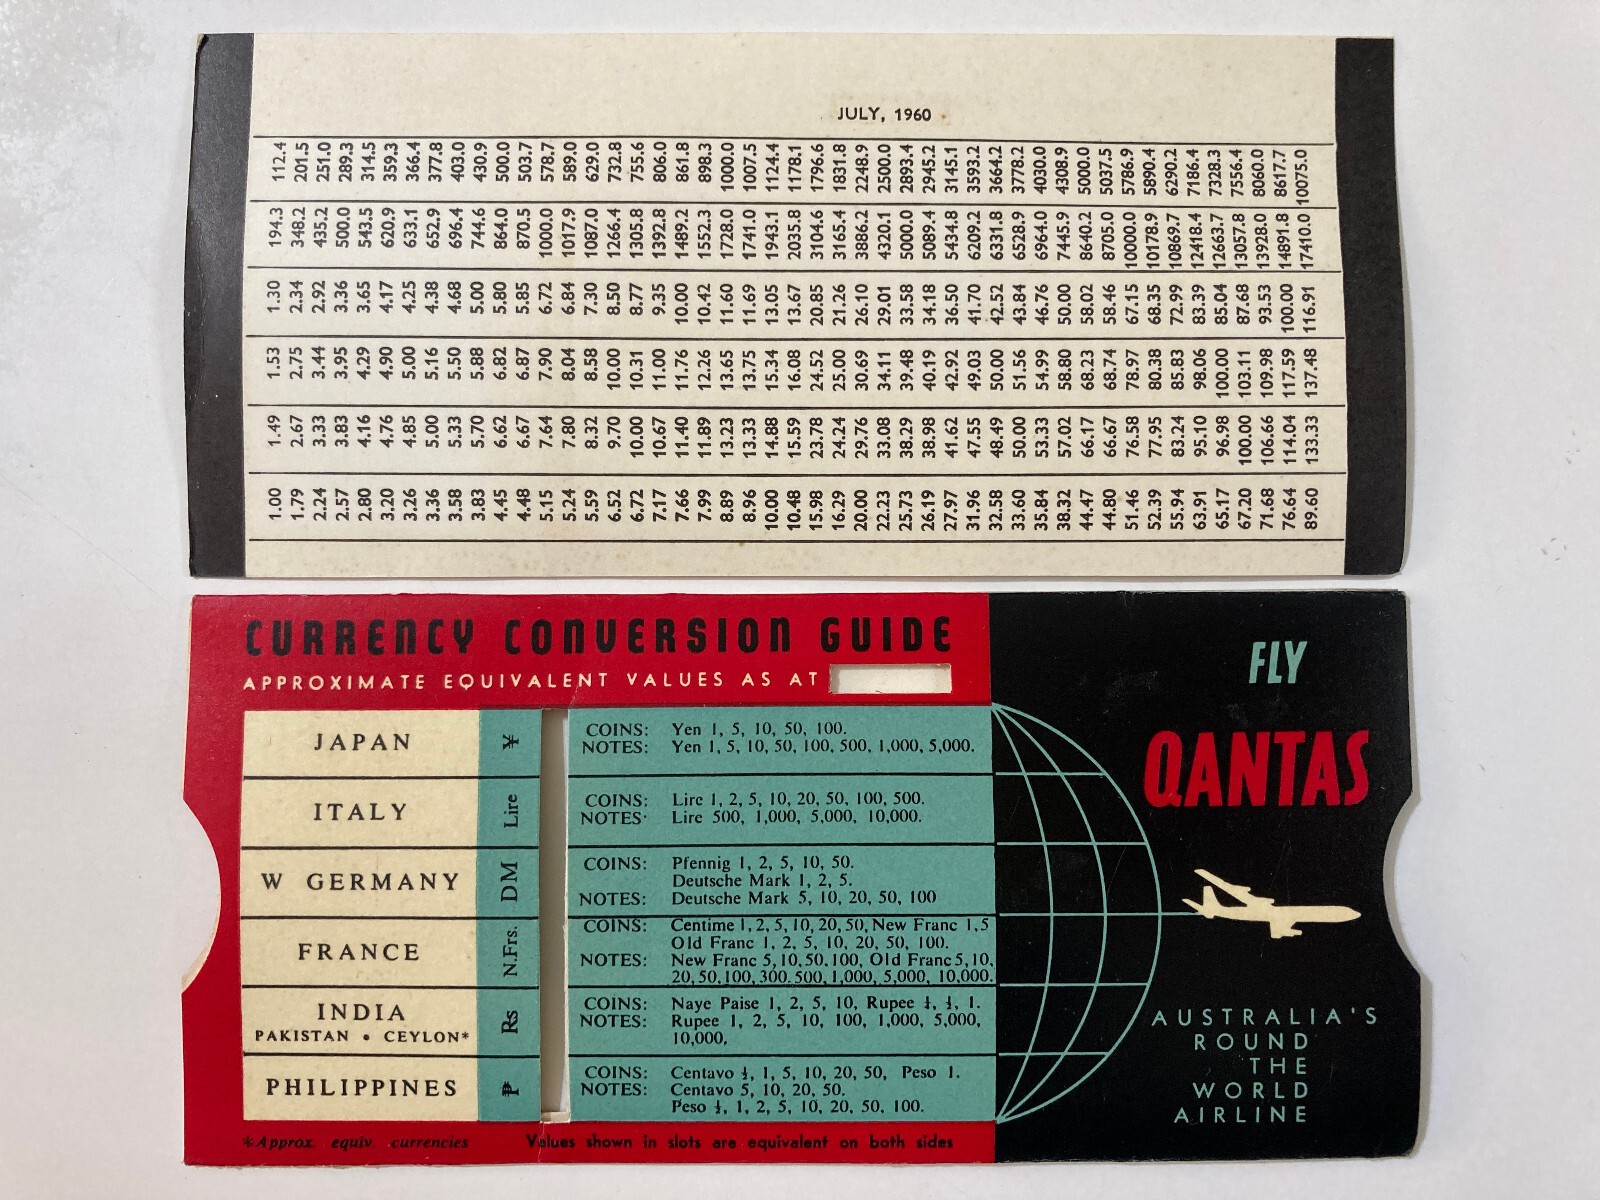 JULY, 1960
1.00 1.49 1.53 1.30 194.3 112.4
1.79 2.67 2.75 2.34 348.2 201.5
2.24 3.33 3.44 2.92 435.2 251.0
2.57 3.83 3.95 3.36 500.0 289.3
2.80 4.16 4.29 3.65 543.5 314.5
3.20 4.76 4.90 4.17 620.9 359.3
3.26 4.85 5.00 4.25 633.1 366.4
3.36 5.00 5.16 4.38 652.9 377.8
3.58 5.33 5.50 4.68 696.4 403.0
3.83 5.70 5.88 5.00 744.6 430.9
4.45 6.62 6.82 5.80 864.0 500.0
4.48 6.67 6.87 5.85 870.5 503.7
5.15 7.64 7.90 6.72 1000.0 578.7
5.24 7.80 8.04 6.84 1017.9 589.0
5.59 8.32 8.58 7.30 1087.0 629.0
6.52 9.70 10.00 8.50 1266.4 732.8
6.72 10.00 10.31 8.77 1305.8 755.6
7.17 10.67 11.00 9.35 1392.8 806.0
7.66 11.40 11.76 10.00 1489.2 861.8
7.99 11.89 12.26 10.42 1552.3 898.3
8.89 13.23 13.65 11.60 1728.0 1000.0
8.96 13.33 13.75 11.69 1741.0 1007.5
10.00 14.88 15.34 13.05 1943.1 1124.4
10.48 15.59 16.08 13.67 2035.8 1178.1
15.98 23.78 24.52 20.85 3104.6 1796.6
16.29 24.24 25.00 21.26 3165.4 1831.8
20.00 29.76 30.69 26.10 3886.2 2248.9
22.23 33.08 34.11 29.01 4320.1 2500.0
25.73 38.29 39.48 33.58 5000.0 2893.4
26.19 38.98 40.19 34.18 5089.4 2945.2
27.97 41.62 42.92 36.50 5434.8 3145.1
31.96 47.55 49.03 41.70 6209.2 3593.2
32.58 48.49 50.00 42.52 6331.8 3664.2
33.60 50.00 51.56 43.84 6528.9 3778.2
35.84 53.33 54.99 46.76 6964.0 4030.0
38.32 57.02 58.80 50.00 7445.9 4308.9
44.47 66.17 68.23 58.02 8640.2 5000.0
44.80 66.67 68.74 58.46 8705.0 5037.5
51.46 76.58 78.97 67.15 10000.0 5786.9
52.39 77.95 80.38 68.35 10178.9 5890.4
55.94 83.24 85.83 72.99 10869.7 6290.2
63.91 95.10 98.06 83.39 12418.4 7186.4
65.17 96.98 100.00 85.04 12663.7 7328.3
67.20 100.00 103.11 87.68 13057.8 7556.4
71.68 106.66 109.98 93.53 13928.0 8060.0
76.64 114.04 117.59 100.00 14891.8 8617.7
89.60 133.33 137.48 116.91 17410.0 10075.0
CURRENCY CONVERSION GUIDE
APPROXIMATE EQUIVALENT VALUES AS AT
JAPAN ¥ COINS: Yen 1, 5, 10, 50, 100.
NOTES: Yen 1, 5, 10, 50, 100, 500, 1,000, 5,000.
ITALY Lire COINS: Lire 1, 2, 5, 10, 20, 50, 100, 500.
NOTES· Lire 500, 1,000, 5,000, 10,000.
W GERMANY DM COINS: Pfennig 1, 2, 5, 10, 50.
Deutsche Mark 1, 2, 5.
NOTES: Deutsche Mark 5, 10, 20, 50, 100
FRANCE N.Frs. COINS: Centime 1, 2, 5, 10, 20, 50, New Franc 1, 5
Old Franc 1, 2, 5, 10, 20, 50, 100.
NOTES: New Franc 5, 10, 50, 100, Old Franc 5, 10,
20, 50, 100, 300, 500, 1,000, 5,000, 10,000.
INDIA
PAKISTAN • CEYLON* Rs COINS: Naye Paise 1, 2, 5, 10, Rupee ¼, ½, 1.
NOTES: Rupee 1, 2, 5, 10, 100, 1,000, 5,000,
10,000.
PHILIPPINES ₱ COINS: Centavo ½, 1, 5, 10, 20, 50, Peso 1.
NOTES: Centavo 5, 10, 20, 50.
Peso ½, 1, 2, 5, 10, 20, 50, 100.
*Approx. equiv. currencies Values shown in slots are equivalent on both sides
FLY
QANTAS
AUSTRALIA'S
ROUND
THE
WORLD
AIRLINE